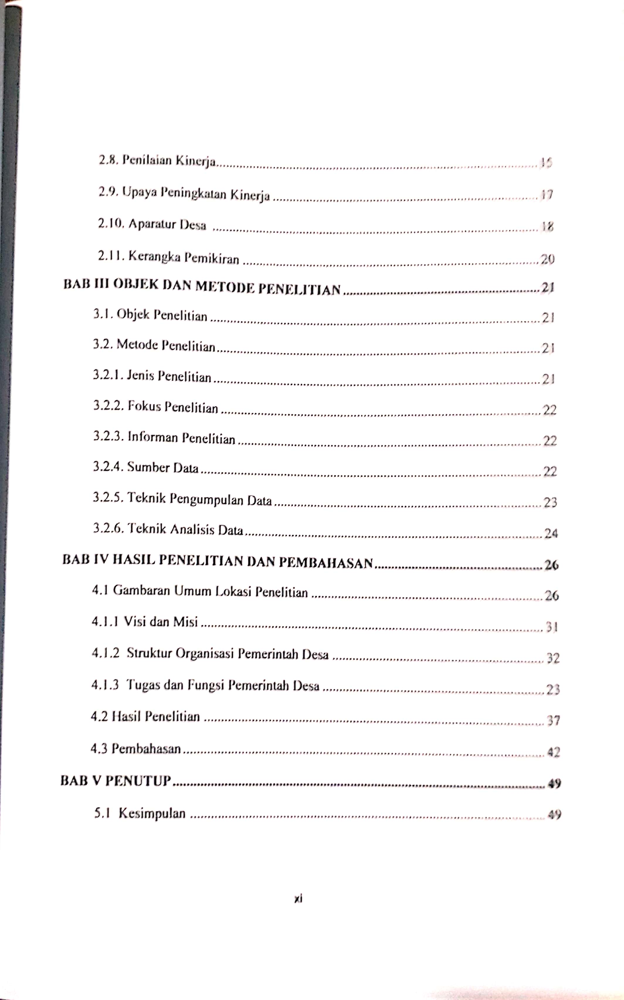 2.8. Penilaian Kinerja.......... 15
2.9. Upaya Peningkatan Kinerja .......... 17
2.10. Aparatur Desa .......... 18
2.11. Kerangka Pemikiran .......... 20
BAB III OBJEK DAN METODE PENELITIAN .......... 21
3.1. Objek Penelitian .......... 21
3.2. Metode Penelitian .......... 21
3.2.1. Jenis Penelitian .......... 21
3.2.2. Fokus Penelitian .......... 22
3.2.3. Informan Penelitian .......... 22
3.2.4. Sumber Data .......... 22
3.2.5. Teknik Pengumpulan Data .......... 23
3.2.6. Teknik Analisis Data .......... 24
BAB IV HASIL PENELITIAN DAN PEMBAHASAN .......... 26
4.1 Gambaran Umum Lokasi Penelitian .......... 26
4.1.1 Visi dan Misi .......... 31
4.1.2 Struktur Organisasi Pemerintah Desa .......... 32
4.1.3 Tugas dan Fungsi Pemerintah Desa .......... 23
4.2 Hasil Penelitian .......... 37
4.3 Pembahasan .......... 42
BAB V PENUTUP .......... 49
5.1 Kesimpulan .......... 49
xi